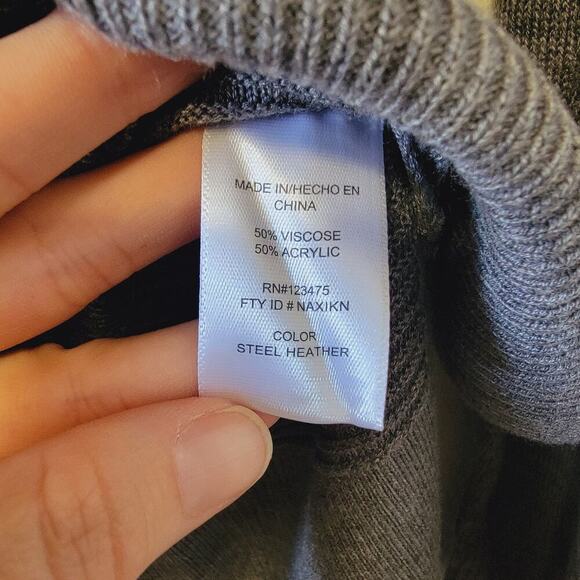 MADE IN/HECHO EN
CHINA
50% VISCOSE
50% ACRYLIC
RN#123475
FTY ID # NAXIKN
COLOR
STEEL HEATHER